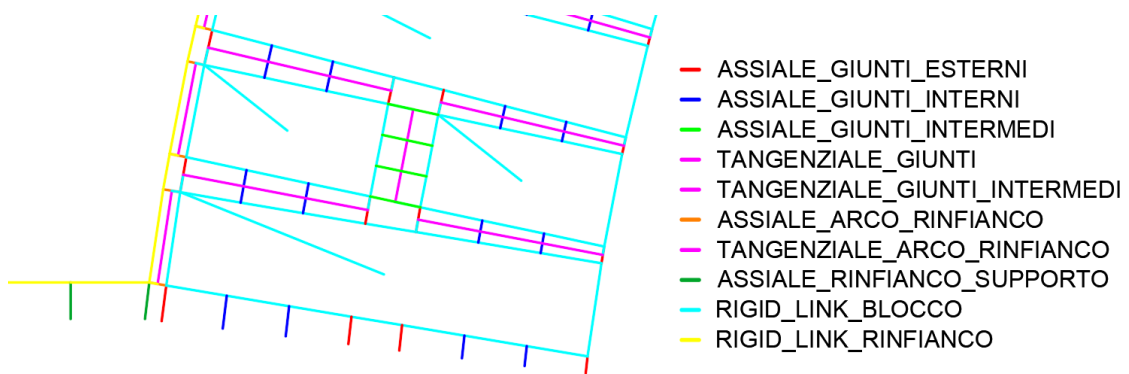 ASSIALE_GIUNTI_ESTERNI
ASSIALE_GIUNTI_INTERNI
ASSIALE_GIUNTI_INTERMEDI
TANGENZIALE_GIUNTI
TANGENZIALE_GIUNTI_INTERMEDI
ASSIALE_ARCO_RINFIANCO
TANGENZIALE_ARCO_RINFIANCO
ASSIALE_RINFIANCO_SUPPORTO
RIGID_LINK_BLOCCO
RIGID_LINK_RINFIANCO